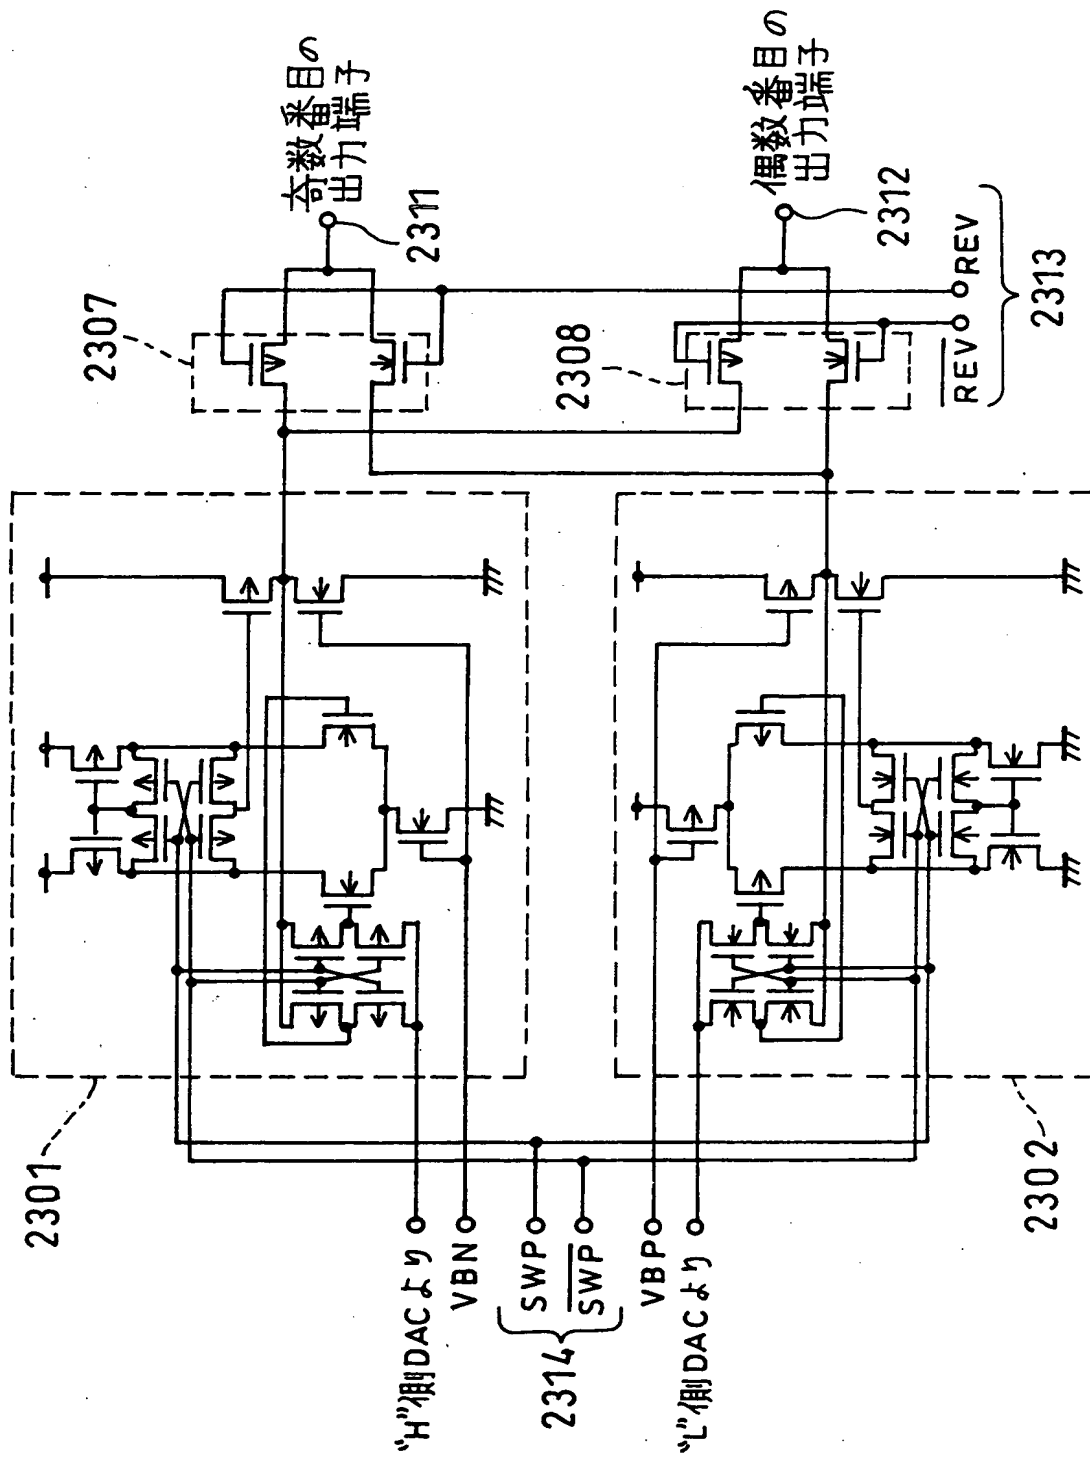 2301
“H”側DACより
VBN
SWP
S̅W̅P̅
2314
VBP
“L”側DACより
2302
2307
2308
奇数番目の
出力端子
2311
偶数番目の
出力端子
2312
REV
R̅E̅V̅
2313